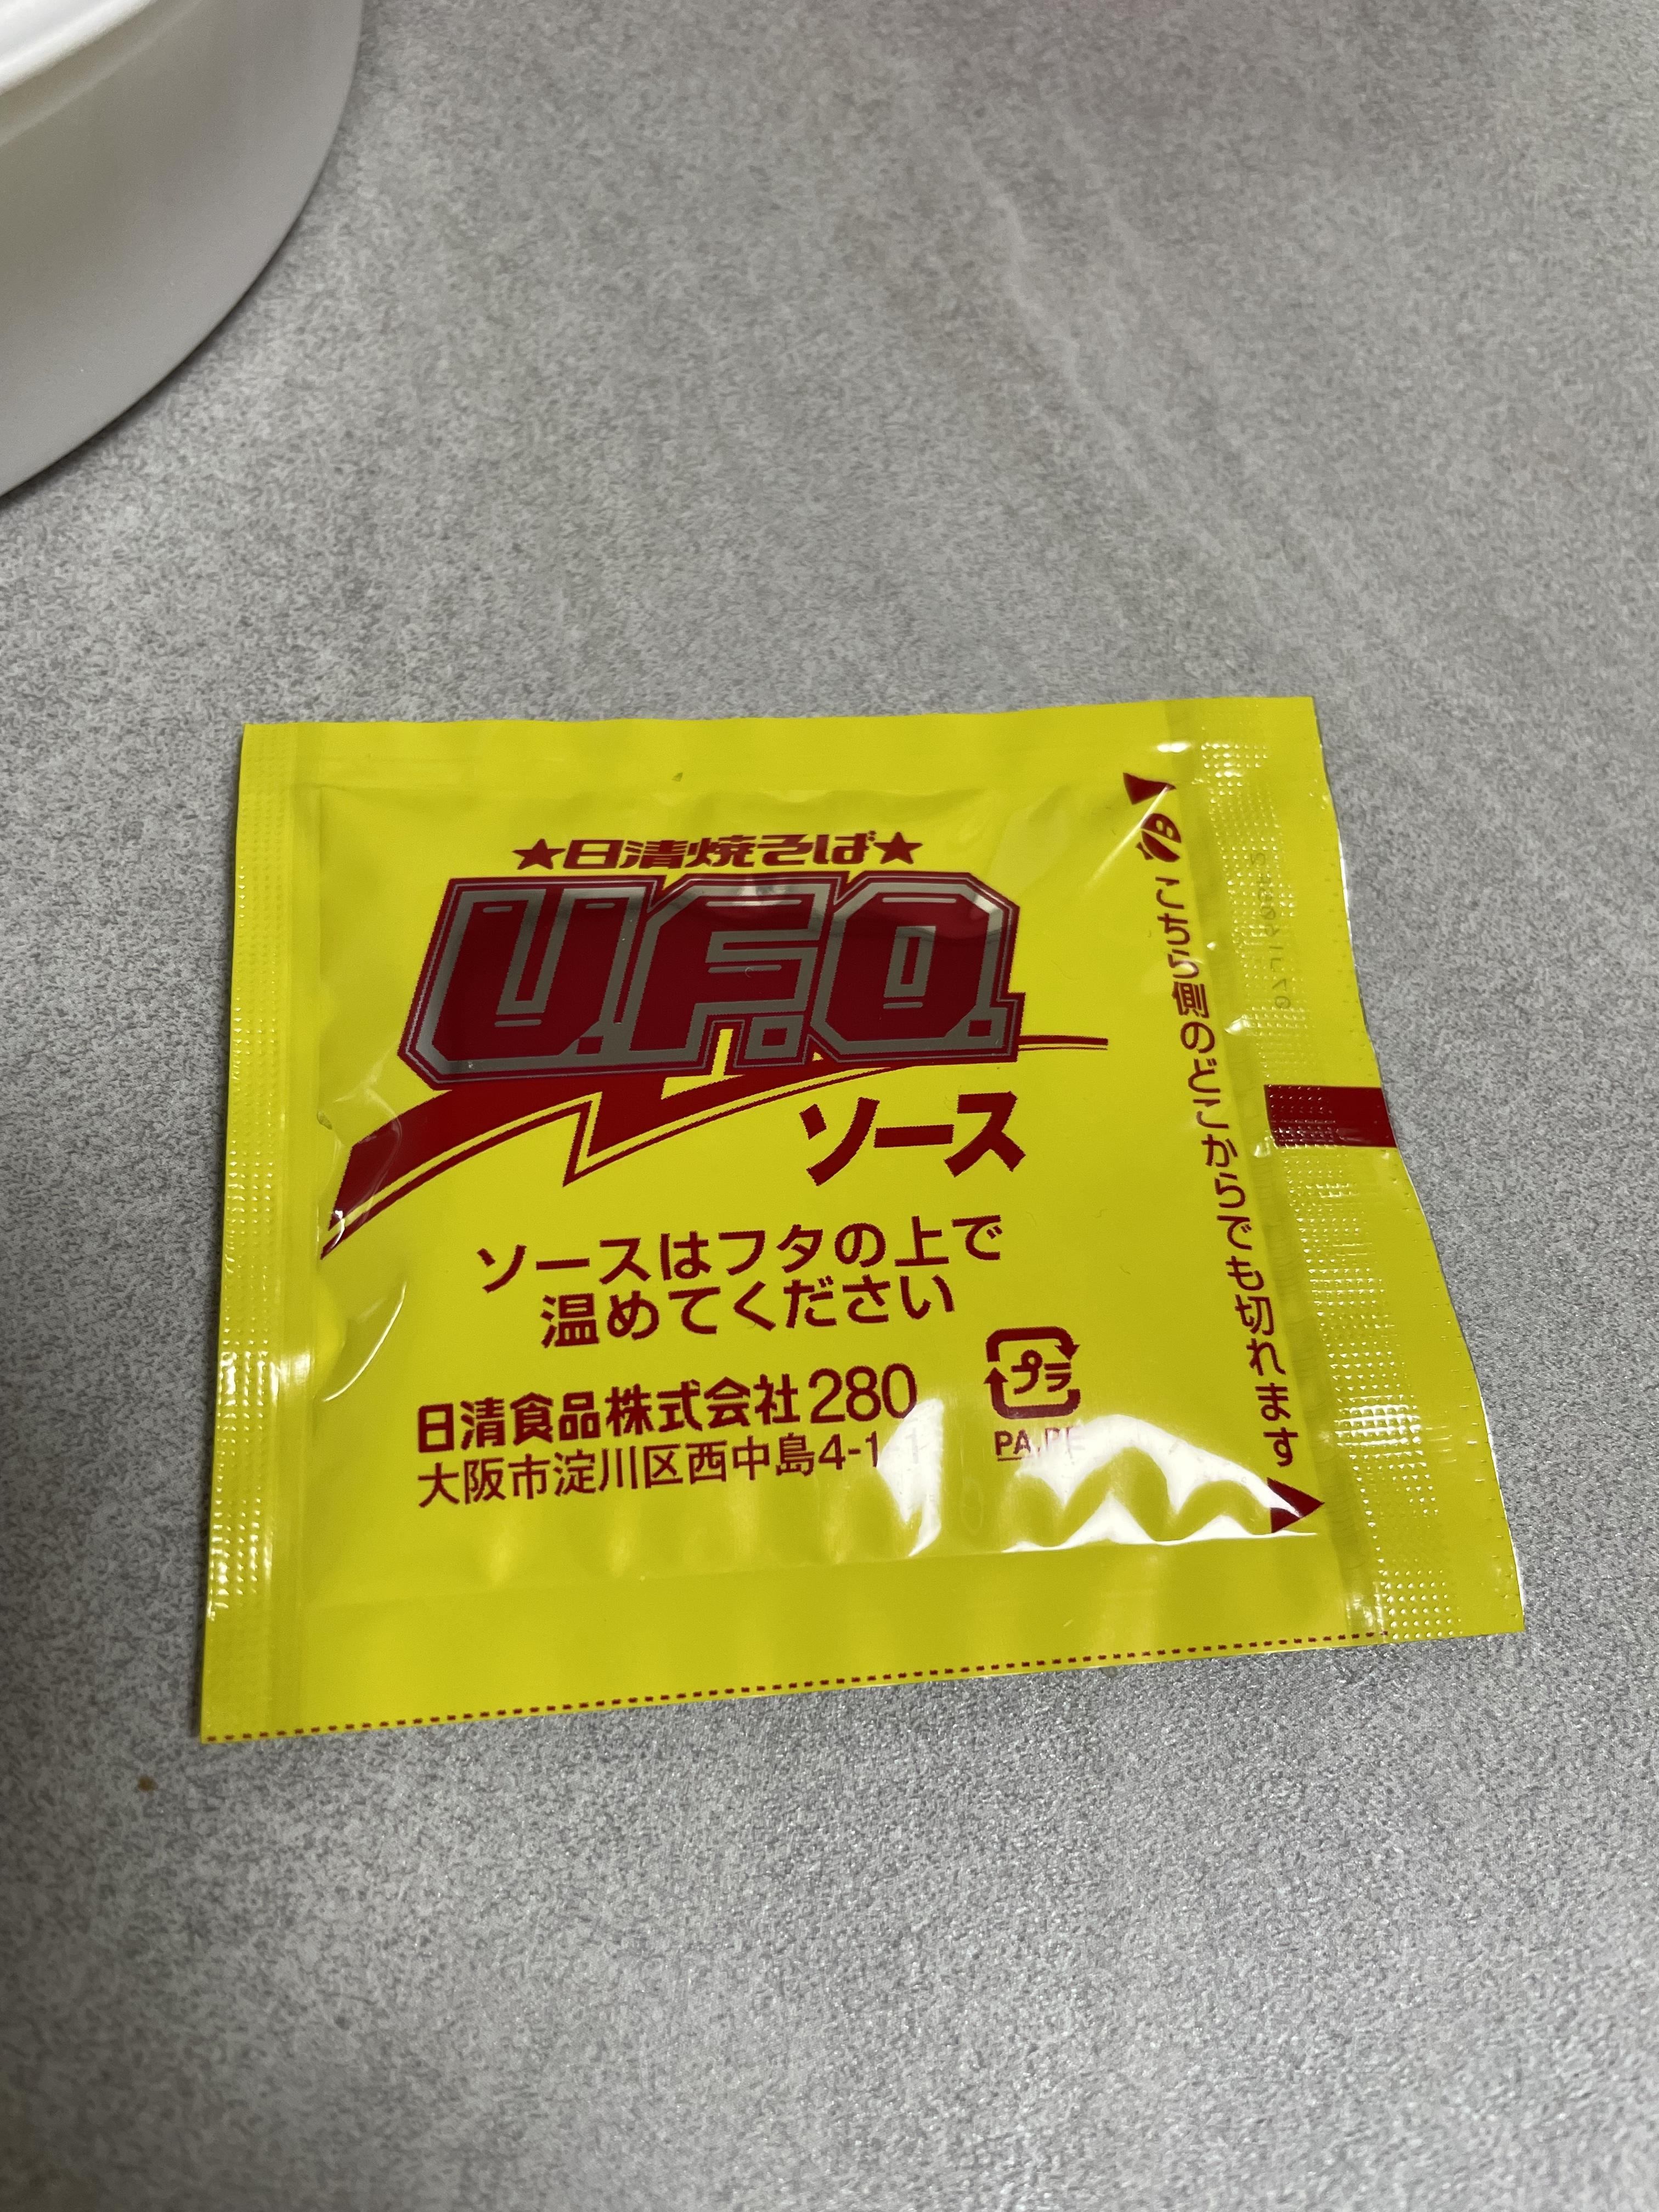 ★日清焼そば★
U.F.O.
ソース
ソースはフタの上で
温めてください
日清食品株式会社280
大阪市淀川区西中島4-1-1
プラ
PA,PE
こちら側のどこからでも切れます